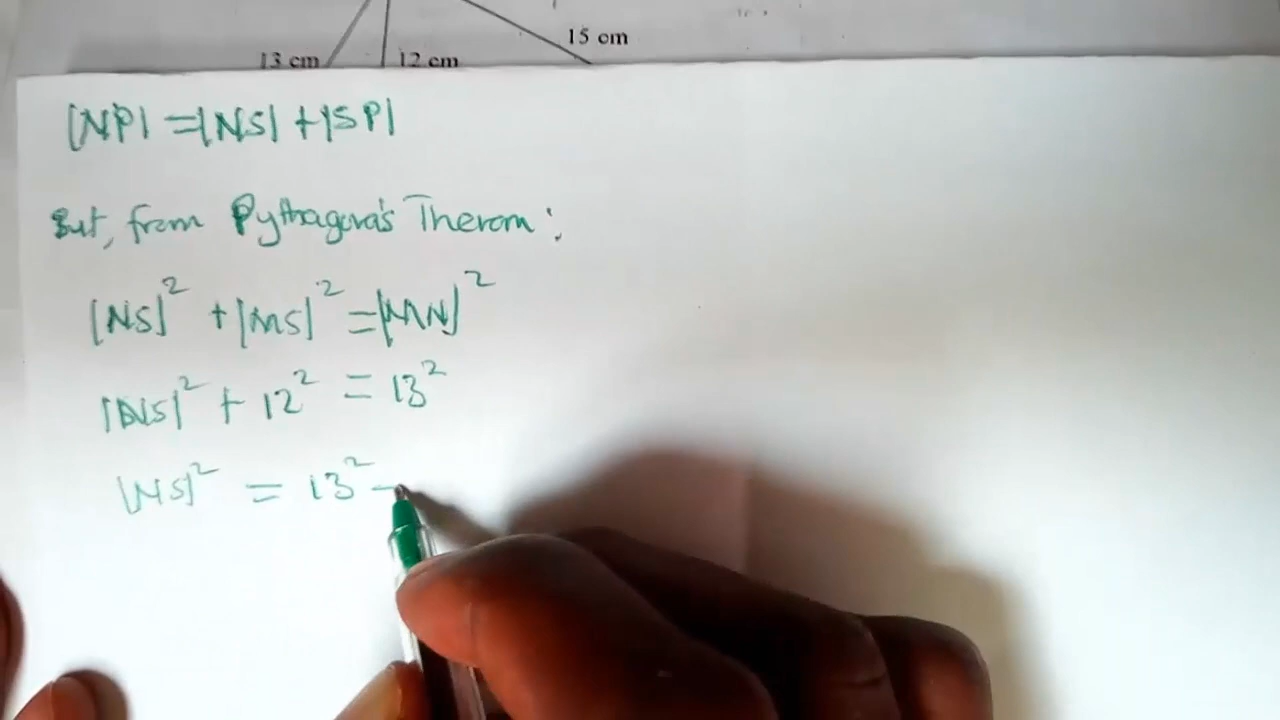 15 cm
13 cm 12 cm
|NP| = |NS| + |SP|
But, from Pythagora's Therom :
|NS|² + |MS|² = |MN|²
|NS|² + 12² = 13²
|NS|² = 13² -